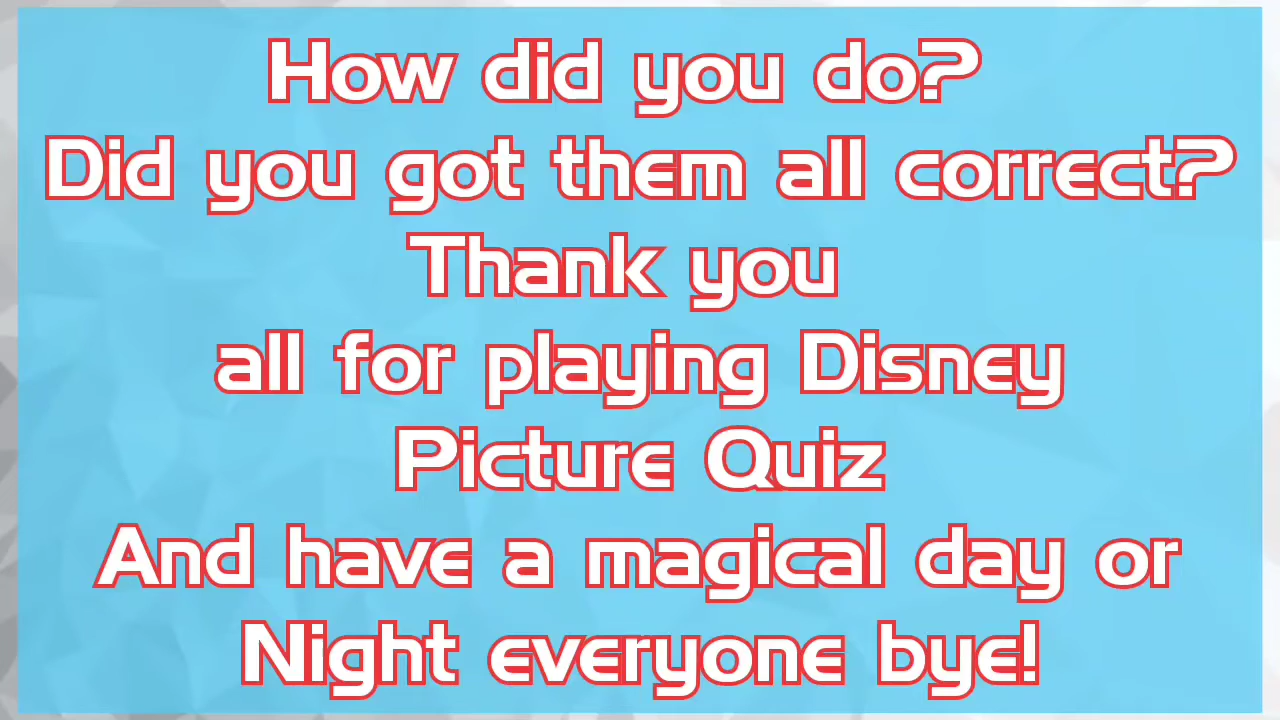 How did you do?
Did you got them all correct?
Thank you
all for playing Disney
Picture Quiz
And have a magical day or
Night everyone bye!